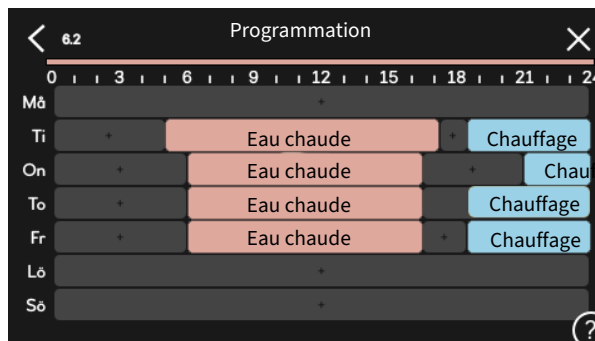 6.2 Programmation
0 3 6 9 12 15 18 21 24
Må
Ti Eau chaude Chauffage
On Eau chaude Chauf
To Eau chaude Chauffage
Fr Eau chaude Chauffage
Lö
Sö
?